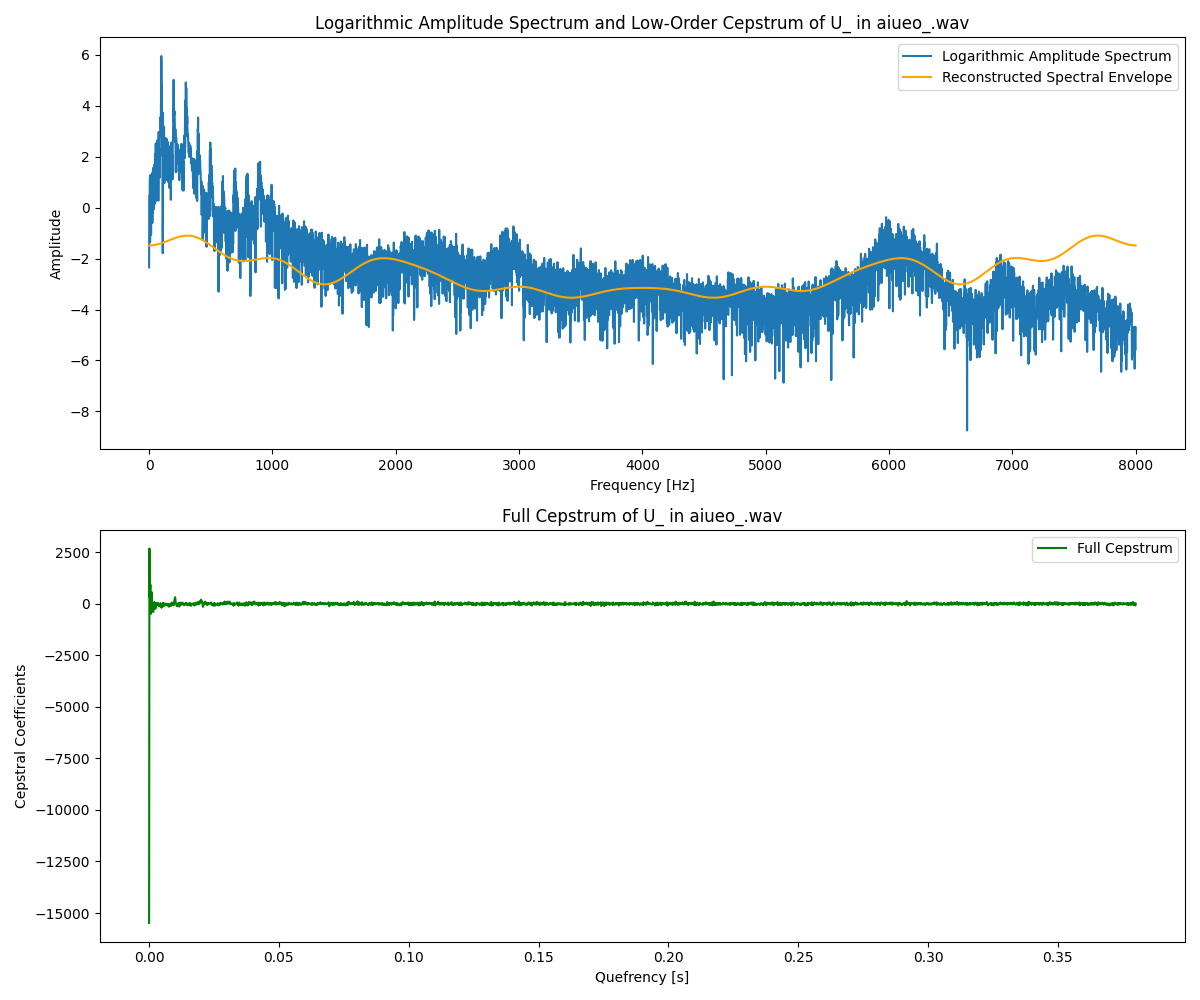 Logarithmic Amplitude Spectrum and Low-Order Cepstrum of U_ in aiueo_.wav
Logarithmic Amplitude Spectrum
Reconstructed Spectral Envelope
6
4
2
0
−2
−4
−6
−8
Amplitude
0 1000 2000 3000 4000 5000 6000 7000 8000
Frequency [Hz]
Full Cepstrum of U_ in aiueo_.wav
Full Cepstrum
2500
0
−2500
−5000
−7500
−10000
−12500
−15000
Cepstral Coefficients
0.00 0.05 0.10 0.15 0.20 0.25 0.30 0.35
Quefrency [s]